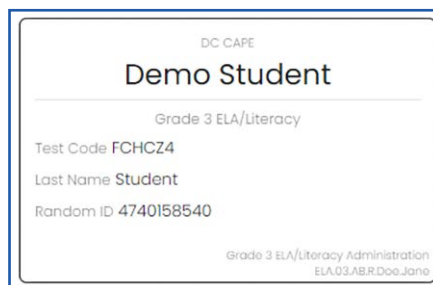 DC CAPE
Demo Student
Grade 3 ELA/Literacy
Test Code FCHCZ4
Last Name Student
Random ID 4740158540
Grade 3 ELA/Literacy Administration
ELA.03.AB.R.Doe.Jane